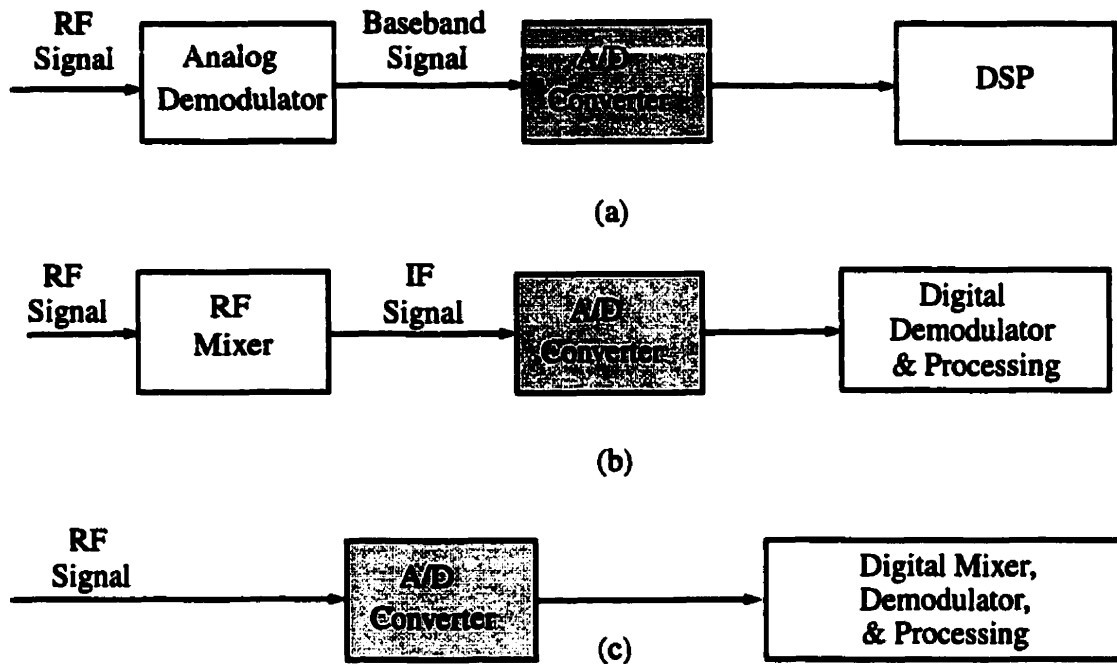 RF
Signal
Analog
Demodulator
Baseband
Signal
A/D
Converter
DSP
(a)
RF
Signal
RF
Mixer
IF
Signal
A/D
Converter
Digital
Demodulator
& Processing
(b)
RF
Signal
A/D
Converter
Digital Mixer,
Demodulator,
& Processing
(c)